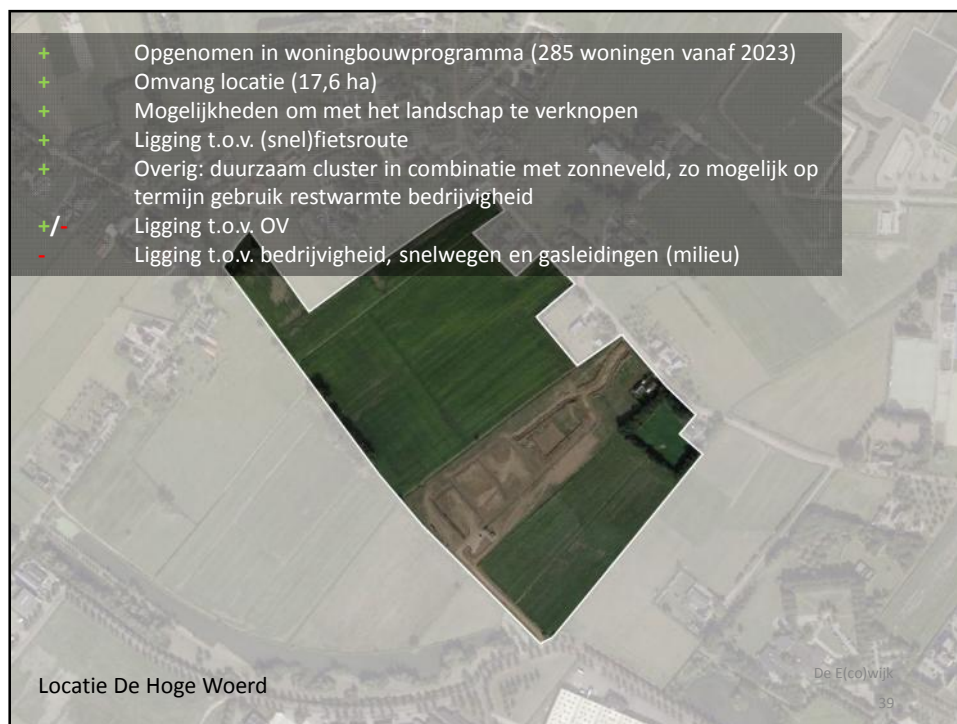 + Opgenomen in woningbouwprogramma (285 woningen vanaf 2023)
+ Omvang locatie (17,6 ha)
+ Mogelijkheden om met het landschap te verknopen
+ Ligging t.o.v. (snel)fietsroute
+ Overig: duurzaam cluster in combinatie met zonneveld, zo mogelijk op
termijn gebruik restwarmte bedrijvigheid
+/- Ligging t.o.v. OV
- Ligging t.o.v. bedrijvigheid, snelwegen en gasleidingen (milieu)
Locatie De Hoge Woerd
De E(co)wijk
39